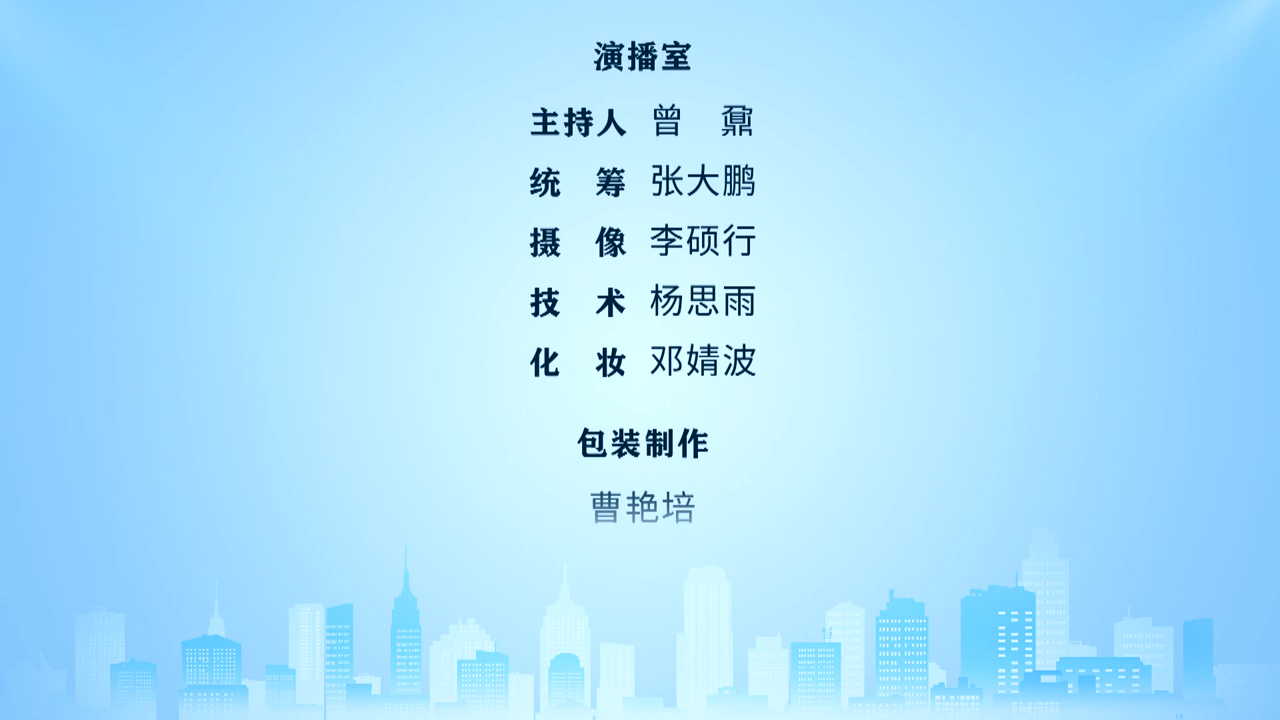 演播室
主持人 曾 鼐
统 筹 张大鹏
摄 像 李硕行
技 术 杨思雨
化 妆 邓婧波
包装制作
曹艳培